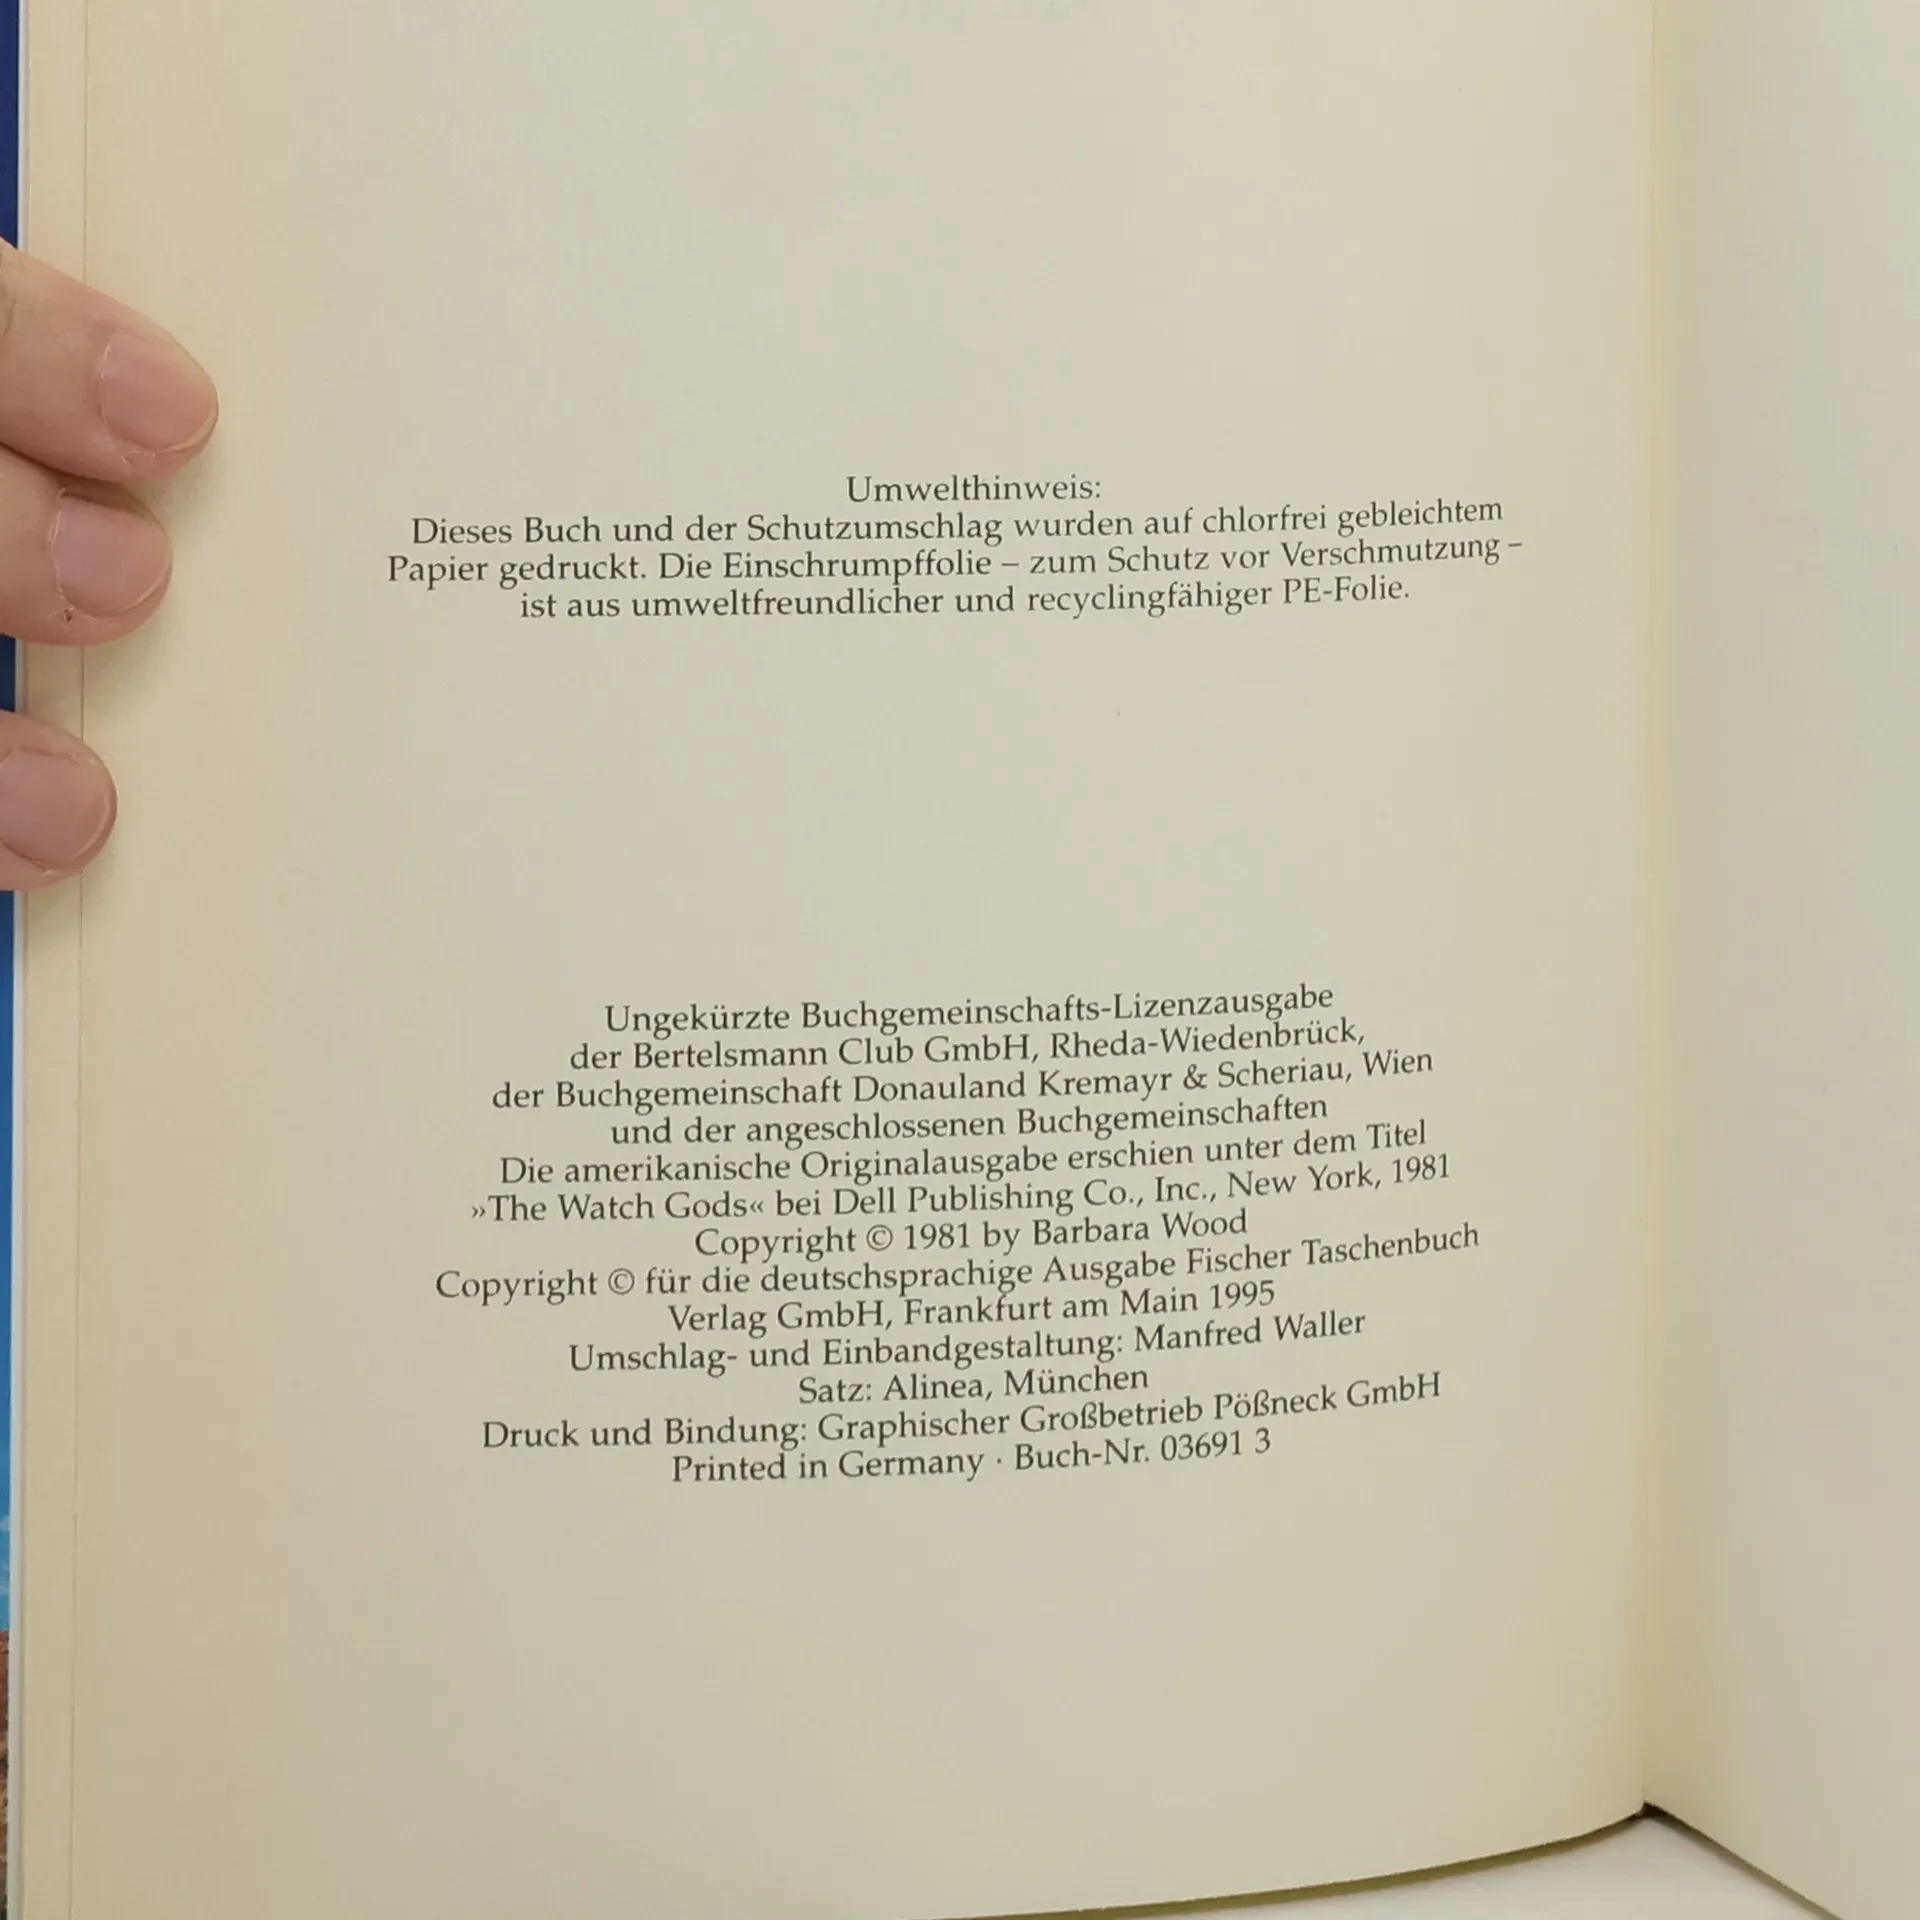 Umwelthinweis:
Dieses Buch und der Schutzumschlag wurden auf chlorfrei gebleichtem
Papier gedruckt. Die Einschrumpffolie – zum Schutz vor Verschmutzung –
ist aus umweltfreundlicher und recyclingfähiger PE-Folie.
Ungekürzte Buchgemeinschafts-Lizenzausgabe
der Bertelsmann Club GmbH, Rheda-Wiedenbrück,
der Buchgemeinschaft Donauland Kremayr & Scheriau, Wien
und der angeschlossenen Buchgemeinschaften
Die amerikanische Originalausgabe erschien unter dem Titel
»The Watch Gods« bei Dell Publishing Co., Inc., New York, 1981
Copyright © 1981 by Barbara Wood
Copyright © für die deutschsprachige Ausgabe Fischer Taschenbuch
Verlag GmbH, Frankfurt am Main 1995
Umschlag- und Einbandgestaltung: Manfred Waller
Satz: Alinea, München
Druck und Bindung: Graphischer Großbetrieb Pößneck GmbH
Printed in Germany · Buch-Nr. 03691 3